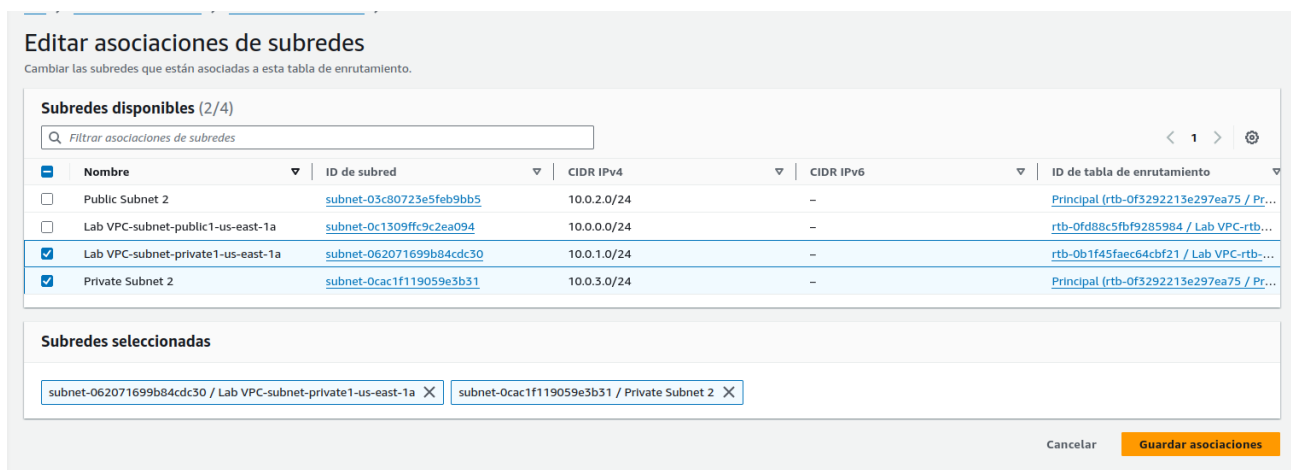 Editar asociaciones de subredes
Cambiar las subredes que están asociadas a esta tabla de enrutamiento.
Subredes disponibles (2/4)
Filtrar asociaciones de subredes
1
Nombre ID de subred CIDR IPv4 CIDR IPv6 ID de tabla de enrutamiento
Public Subnet 2 subnet-03c80723e5feb9bb5 10.0.2.0/24 – Principal (rtb-0f3292213e297ea75 / Pr...
Lab VPC-subnet-public1-us-east-1a subnet-0c1309ffc9c2ea094 10.0.0.0/24 – rtb-0fd88c5fbf9285984 / Lab VPC-rtb...
Lab VPC-subnet-private1-us-east-1a subnet-062071699b84cdc30 10.0.1.0/24 – rtb-0b1f45faec64cbf21 / Lab VPC-rtb-...
Private Subnet 2 subnet-0cac1f119059e3b31 10.0.3.0/24 – Principal (rtb-0f3292213e297ea75 / Pr...
Subredes seleccionadas
subnet-062071699b84cdc30 / Lab VPC-subnet-private1-us-east-1a subnet-0cac1f119059e3b31 / Private Subnet 2
Cancelar Guardar asociaciones